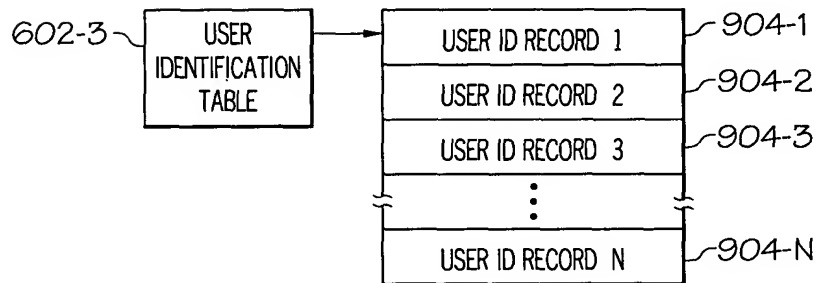 602-3
USER
IDENTIFICATION
TABLE
USER ID RECORD 1
904-1
USER ID RECORD 2
904-2
USER ID RECORD 3
904-3
USER ID RECORD N
904-N